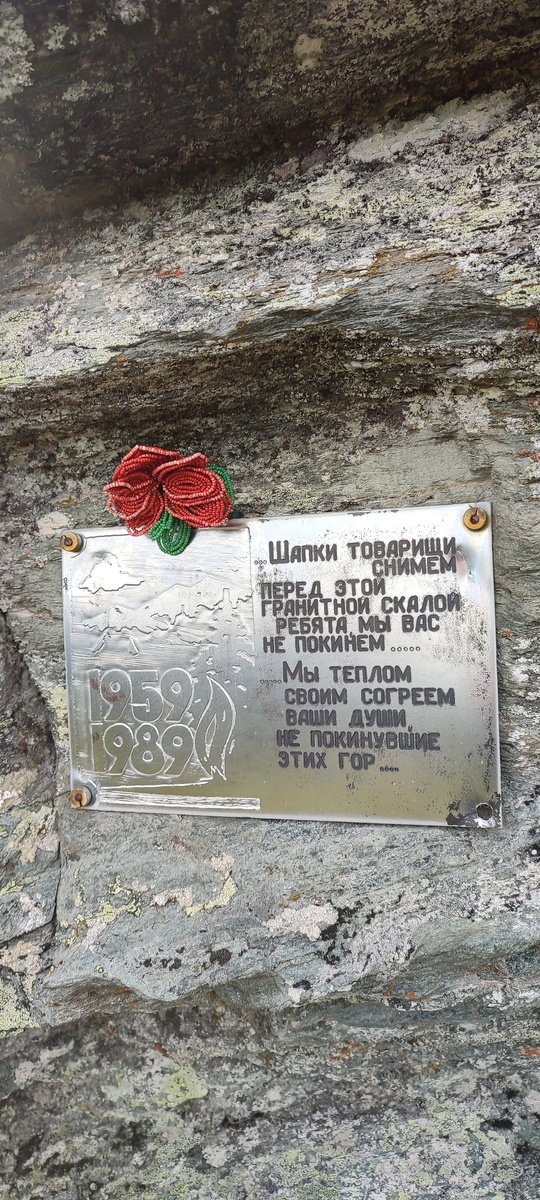 1959
1989
...Шапки товарищи
снимем
перед этой
гранитной скалой
ребята мы вас
не покинем.....
.....Мы теплом
своим согреем
ваши души
не покинувшие
этих гор....